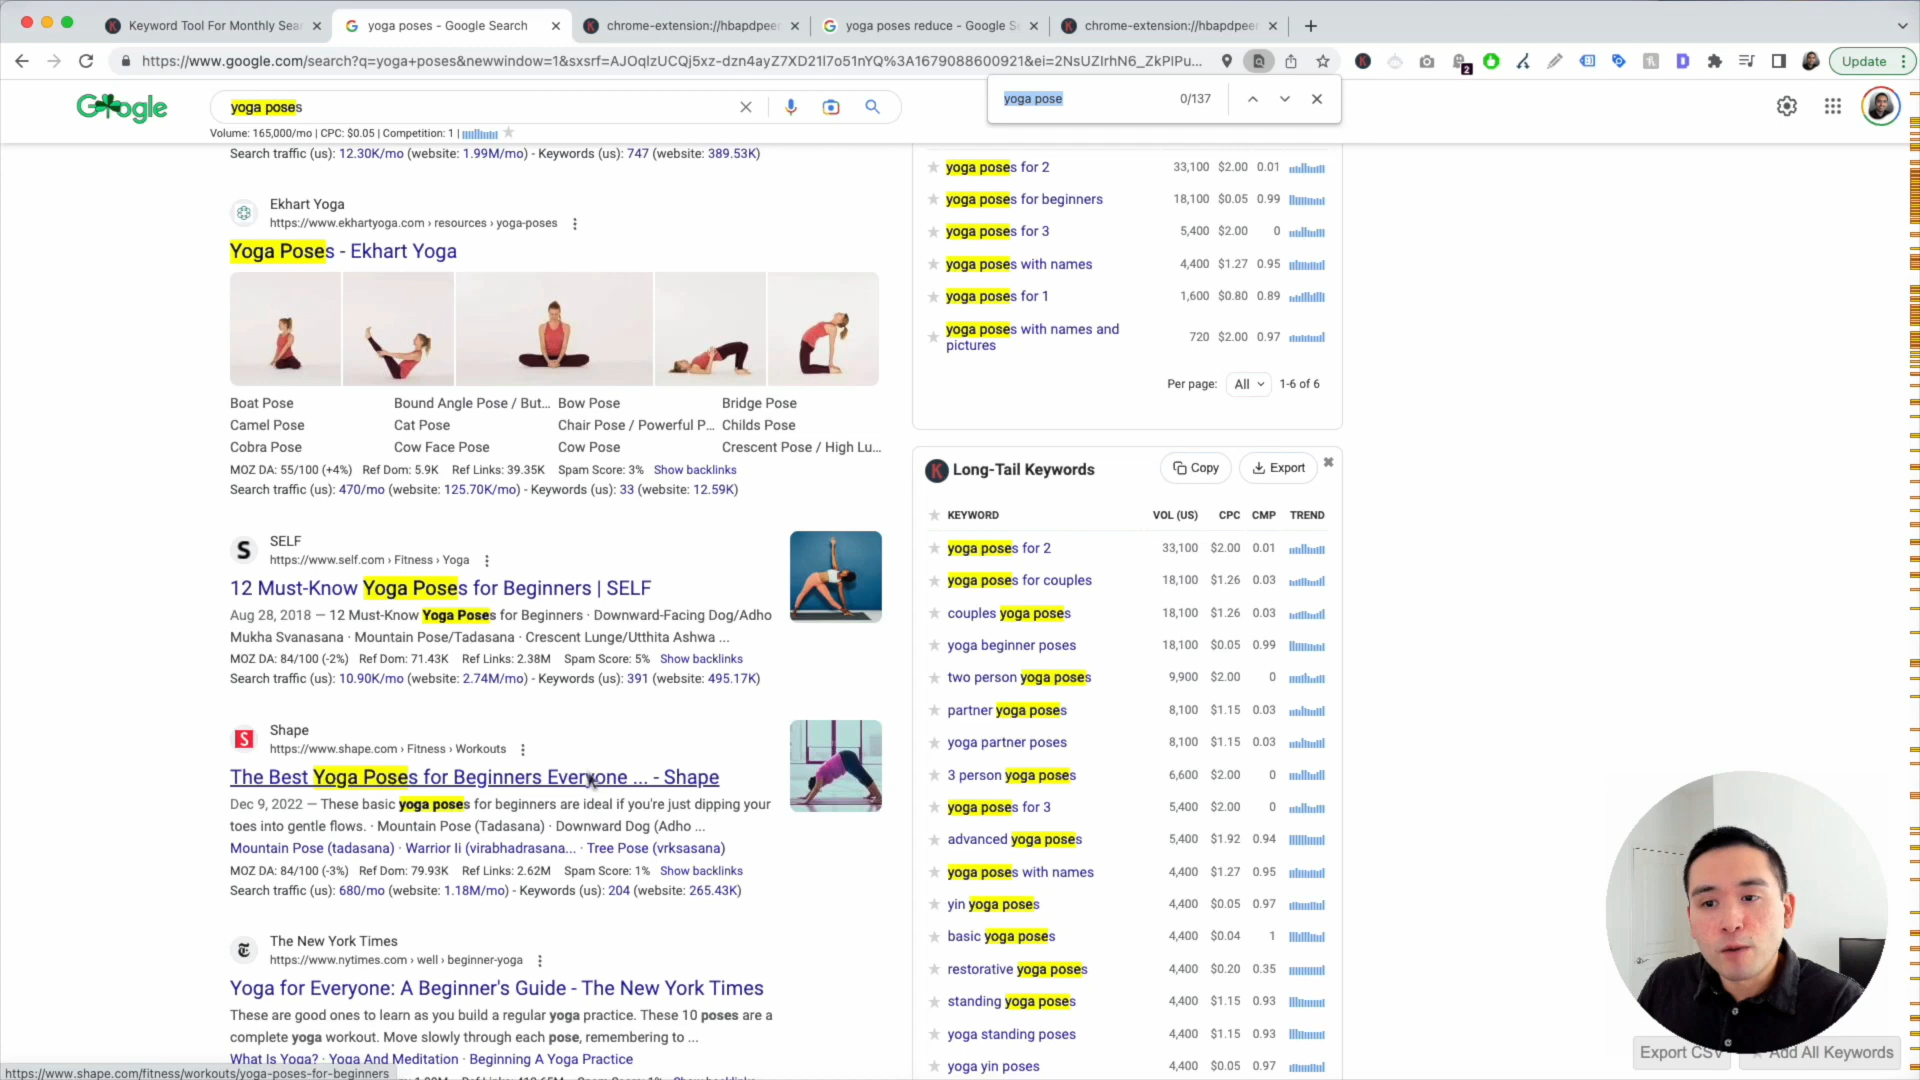 Keyword Tool For Monthly Sear
yoga poses - Google Search
chrome-extension://hbapdpeer
yoga poses reduce - Google Se
chrome-extension://hbapdpeer
https://www.google.com/search?q=yoga+poses&newwindow=1&sxsrf=AJOqlzUCQj5xz-dzn4ayZ7XD21l7o51nYQ%3A1679088600921&ei=2NsUZIrhN6_ZkPIPu...
2
Update
yoga pose
0/137
Google
yoga poses
Volume: 165,000/mo | CPC: $0.05 | Competition: 1 |
Search traffic (us): 12.30K/mo (website: 1.99M/mo) - Keywords (us): 747 (website: 389.53K)
Ekhart Yoga
https://www.ekhartyoga.com › resources › yoga-poses
Yoga Poses - Ekhart Yoga
Boat Pose Bound Angle Pose / But... Bow Pose Bridge Pose
Camel Pose Cat Pose Chair Pose / Powerful P... Childs Pose
Cobra Pose Cow Face Pose Cow Pose Crescent Pose / High Lu...
MOZ DA: 55/100 (+4%) Ref Dom: 5.9K Ref Links: 39.35K Spam Score: 3% Show backlinks
Search traffic (us): 470/mo (website: 125.70K/mo) - Keywords (us): 33 (website: 12.59K)
S
SELF
https://www.self.com › Fitness › Yoga
12 Must-Know Yoga Poses for Beginners | SELF
Aug 28, 2018 — 12 Must-Know Yoga Poses for Beginners · Downward-Facing Dog/Adho
Mukha Svanasana · Mountain Pose/Tadasana · Crescent Lunge/Utthita Ashwa ...
MOZ DA: 84/100 (-2%) Ref Dom: 71.43K Ref Links: 2.38M Spam Score: 5% Show backlinks
Search traffic (us): 10.90K/mo (website: 2.74M/mo) - Keywords (us): 391 (website: 495.17K)
S
Shape
https://www.shape.com › Fitness › Workouts
The Best Yoga Poses for Beginners Everyone ... - Shape
Dec 9, 2022 — These basic yoga poses for beginners are ideal if you're just dipping your
toes into gentle flows. · Mountain Pose (Tadasana) · Downward Dog (Adho ...
Mountain Pose (tadasana) · Warrior Ii (virabhadrasana... · Tree Pose (vrksasana)
MOZ DA: 84/100 (-3%) Ref Dom: 79.93K Ref Links: 2.62M Spam Score: 1% Show backlinks
Search traffic (us): 680/mo (website: 1.18M/mo) - Keywords (us): 204 (website: 265.43K)
The New York Times
https://www.nytimes.com › well › beginner-yoga
Yoga for Everyone: A Beginner's Guide - The New York Times
These are good ones to learn as you build a regular yoga practice. These 10 poses are a
complete yoga workout. Move slowly through each pose, remembering to ...
What Is Yoga? · Yoga And Meditation · Beginning A Yoga Practice
https://www.shape.com/fitness/workouts/yoga-poses-for-beginners
yoga poses for 2 33,100 $2.00 0.01
yoga poses for beginners 18,100 $0.05 0.99
yoga poses for 3 5,400 $2.00 0
yoga poses with names 4,400 $1.27 0.95
yoga poses for 1 1,600 $0.80 0.89
yoga poses with names and
pictures 720 $2.00 0.97
Per page: All 1-6 of 6
K Long-Tail Keywords Copy Export
KEYWORD VOL (US) CPC CMP TREND
yoga poses for 2 33,100 $2.00 0.01
yoga poses for couples 18,100 $1.26 0.03
couples yoga poses 18,100 $1.26 0.03
yoga beginner poses 18,100 $0.05 0.99
two person yoga poses 9,900 $2.00 0
partner yoga poses 8,100 $1.15 0.03
yoga partner poses 8,100 $1.15 0.03
3 person yoga poses 6,600 $2.00 0
yoga poses for 3 5,400 $2.00 0
advanced yoga poses 5,400 $1.92 0.94
yoga poses with names 4,400 $1.27 0.95
yin yoga poses 4,400 $0.05 0.97
basic yoga poses 4,400 $0.04 1
restorative yoga poses 4,400 $0.20 0.35
standing yoga poses 4,400 $1.15 0.93
yoga standing poses 4,400 $1.15 0.93
yoga yin poses 4,400 $0.05 0.97
Export CSV
Add All Keywords